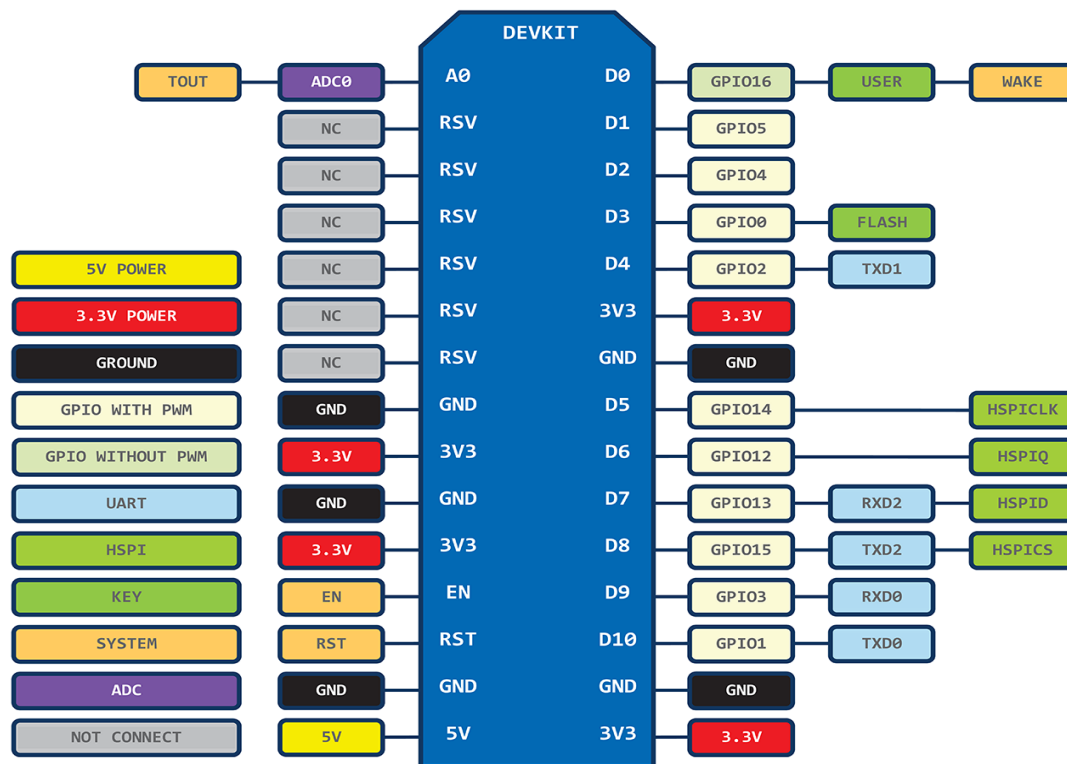 DEVKIT
TOUT ADC0 A0 D0 GPIO16 USER WAKE
NC RSV D1 GPIO5
NC RSV D2 GPIO4
NC RSV D3 GPIO0 FLASH
5V POWER NC RSV D4 GPIO2 TXD1
3.3V POWER NC RSV 3V3 3.3V
GROUND NC RSV GND GND
GPIO WITH PWM GND GND D5 GPIO14 HSPICLK
GPIO WITHOUT PWM 3.3V 3V3 D6 GPIO12 HSPIQ
UART GND GND D7 GPIO13 RXD2 HSPID
HSPI 3.3V 3V3 D8 GPIO15 TXD2 HSPICS
KEY EN EN D9 GPIO3 RXD0
SYSTEM RST RST D10 GPIO1 TXD0
ADC GND GND GND GND
NOT CONNECT 5V 5V 3V3 3.3V